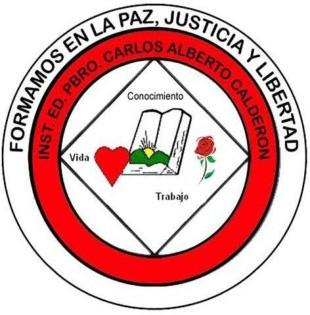 FORMAMOS EN LA PAZ, JUSTICIA Y LIBERTAD
INST. ED. PBRO. CARLOS ALBERTO CALDERON
Conocimiento
Vida
Trabajo